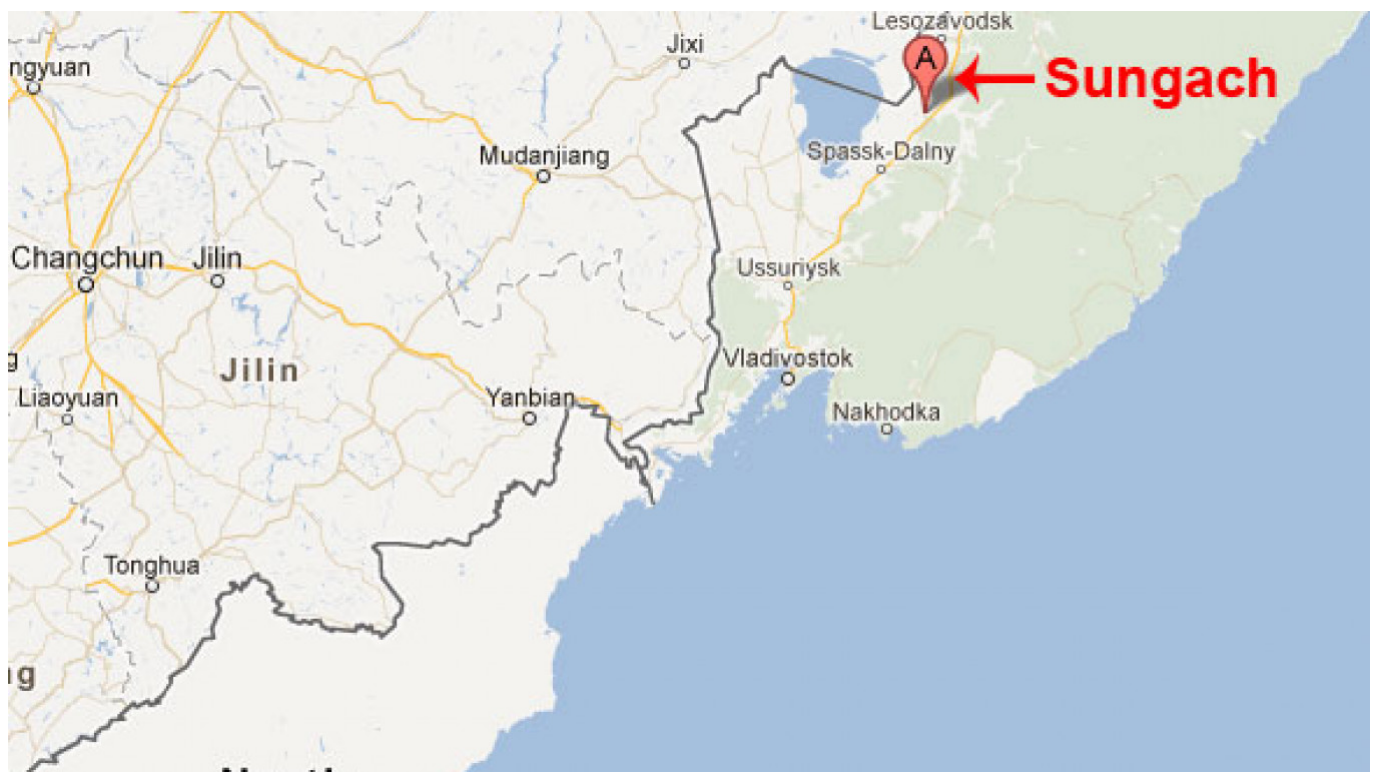 Lesozavodsk
Jixi
A
Sungach
ngyuan
Mudanjiang
Spassk-Dalny
Changchun
Jilin
Ussuriysk
Vladivostok
g
Jilin
Liaoyuan
Yanbian
Nakhodka
Tonghua
g